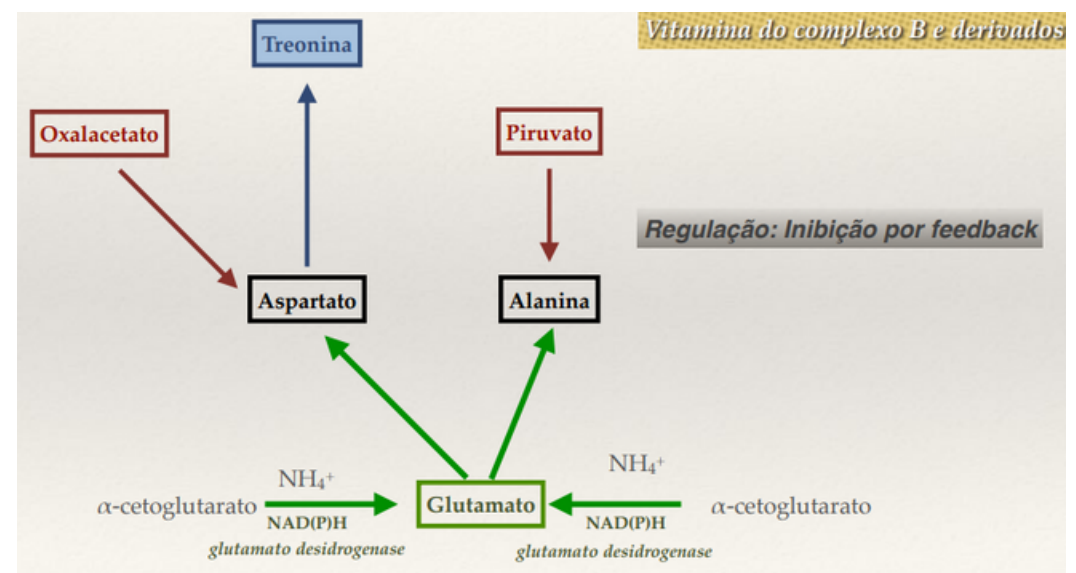 Vitamina do complexo B e derivados
Treonina
Oxalacetato
Piruvato
Regulação: Inibição por feedback
Aspartato
Alanina
NH₄⁺
NH₄⁺
α-cetoglutarato
Glutamato
α-cetoglutarato
NAD(P)H
NAD(P)H
glutamato desidrogenase
glutamato desidrogenase